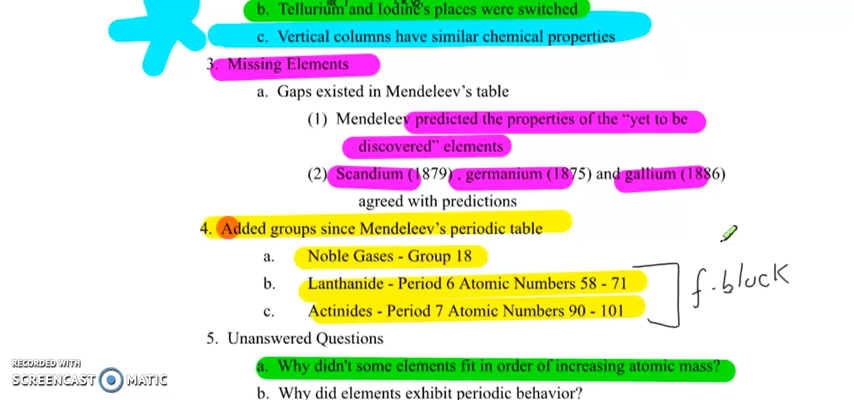 b. Tellurium and Iodine's places were switched
c. Vertical columns have similar chemical properties
3. Missing Elements
a. Gaps existed in Mendeleev's table
(1) Mendeleev predicted the properties of the "yet to be
discovered" elements
(2) Scandium (1879) , germanium (1875) and gallium (1886)
agreed with predictions
4. Added groups since Mendeleev's periodic table
a. Noble Gases - Group 18
b. Lanthanide - Period 6 Atomic Numbers 58 - 71
c. Actinides - Period 7 Atomic Numbers 90 - 101
f-block
5. Unanswered Questions
a. Why didn't some elements fit in order of increasing atomic mass?
b. Why did elements exhibit periodic behavior?
RECORDED WITH
SCREENCAST MATIC